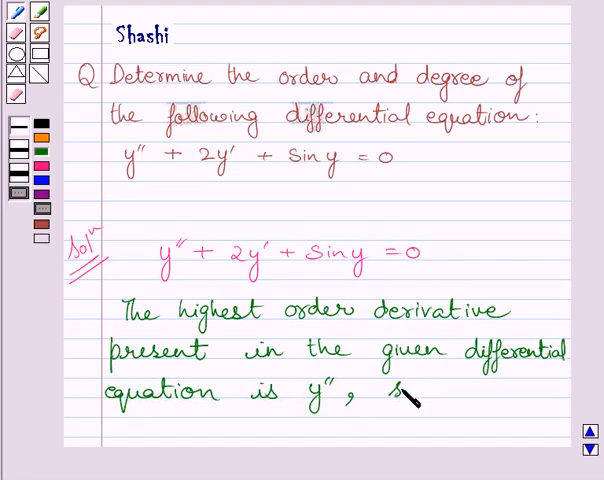 Shashi
Q Determine the order and degree of
the following differential equation:
y" + 2y' + sin y = 0
Solⁿ y" + 2y' + sin y = 0
The highest order derivative
present in the given differential
equation is y", s